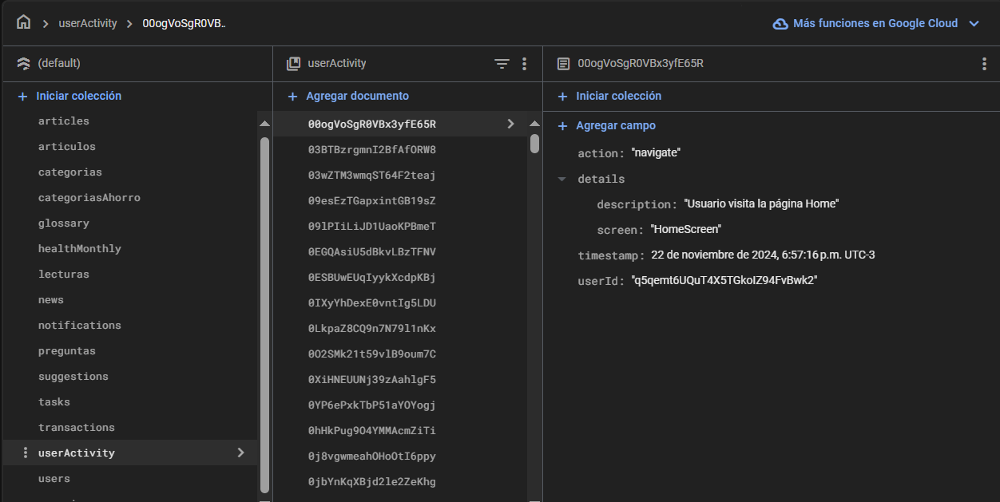 userActivity
00ogVoSgR0VB..
Más funciones en Google Cloud
(default)
userActivity
00ogVoSgR0VBx3yfE65R
Iniciar colección
Agregar documento
Iniciar colección
articles
articulos
categorias
categoriasAhorro
glossary
healthMonthly
lecturas
news
notifications
preguntas
suggestions
tasks
transactions
userActivity
users
00ogVoSgR0VBx3yfE65R
03BTBzrgmnI2BfAfORW8
03wZTM3wmqST64F2teaj
09esEzTGapxintGB19sZ
09lPIiLiJD1UaoKPBmeT
0EGQAsiU5dBkvLBzTFNV
0ESBUwEUqIyykXcdpKBj
0IXyYhDexE0vntIg5LDU
0LkpaZ8CQ9n7N79l1nKx
0O2SMk21t59vlB9oum7C
0XiHNEUUNj39zAahlgF5
0YP6ePxkTbP51aYOYogj
0hHkPug9O4YMMAcmZiTi
0j8vgwmeahOHoOtI6ppy
0jbYnKqXBjd2le2ZeKhg
Agregar campo
action: "navigate"
details
description: "Usuario visita la página Home"
screen: "HomeScreen"
timestamp: 22 de noviembre de 2024, 6:57:16 p.m. UTC-3
userId: "q5qemt6UQuT4X5TGkoIZ94FvBwk2"